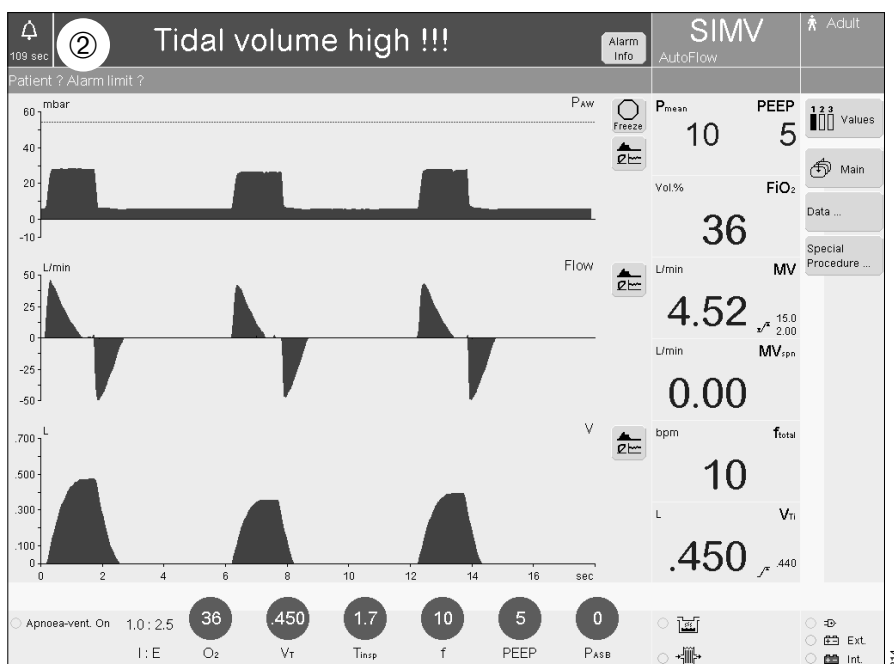 109 sec
②
Tidal volume high !!!
Alarm
Info
SIMV
AutoFlow
Adult
Patient ? Alarm limit ?
mbar
PAW
60
40
20
0
-10
Freeze
Pmean
PEEP
10
5
1 2 3
Values
Main
Data ...
Special
Procedure ...
Vol.%
FiO2
36
L/min
Flow
50
25
0
-25
-50
L/min
MV
4.52
15.0
2.00
L/min
MVspn
0.00
L
V
.700
.500
.300
.100
0
0 2 4 6 8 10 12 14 16 sec
bpm
ftotal
10
L
VTi
.450
.440
Apnoea-vent. On
1.0 : 2.5
36 .450 1.7 10 5 0
I : E O2 VT Tinsp f PEEP PASB
Ext.
Int.